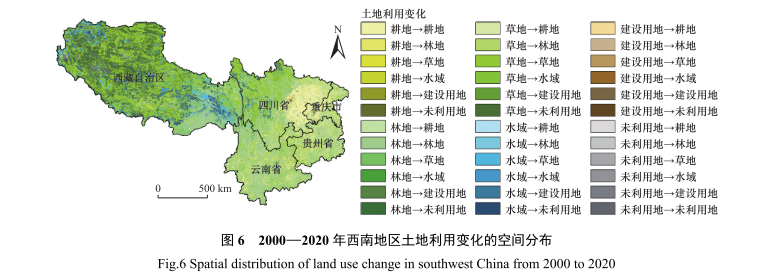 土地利用变化
N
耕地→耕地 草地→耕地 建设用地→耕地
耕地→林地 草地→林地 建设用地→林地
耕地→草地 草地→草地 建设用地→草地
耕地→水域 草地→水域 建设用地→水域
耕地→建设用地 草地→建设用地 建设用地→建设用地
耕地→未利用地 草地→未利用地 建设用地→未利用地
林地→耕地 水域→耕地 未利用地→耕地
林地→林地 水域→林地 未利用地→林地
林地→草地 水域→草地 未利用地→草地
林地→水域 水域→水域 未利用地→水域
林地→建设用地 水域→建设用地 未利用地→建设用地
林地→未利用地 水域→未利用地 未利用地→未利用地
西藏自治区
四川省
重庆市
贵州省
云南省
0 500 km
图 6 2000—2020 年西南地区土地利用变化的空间分布
Fig.6 Spatial distribution of land use change in southwest China from 2000 to 2020